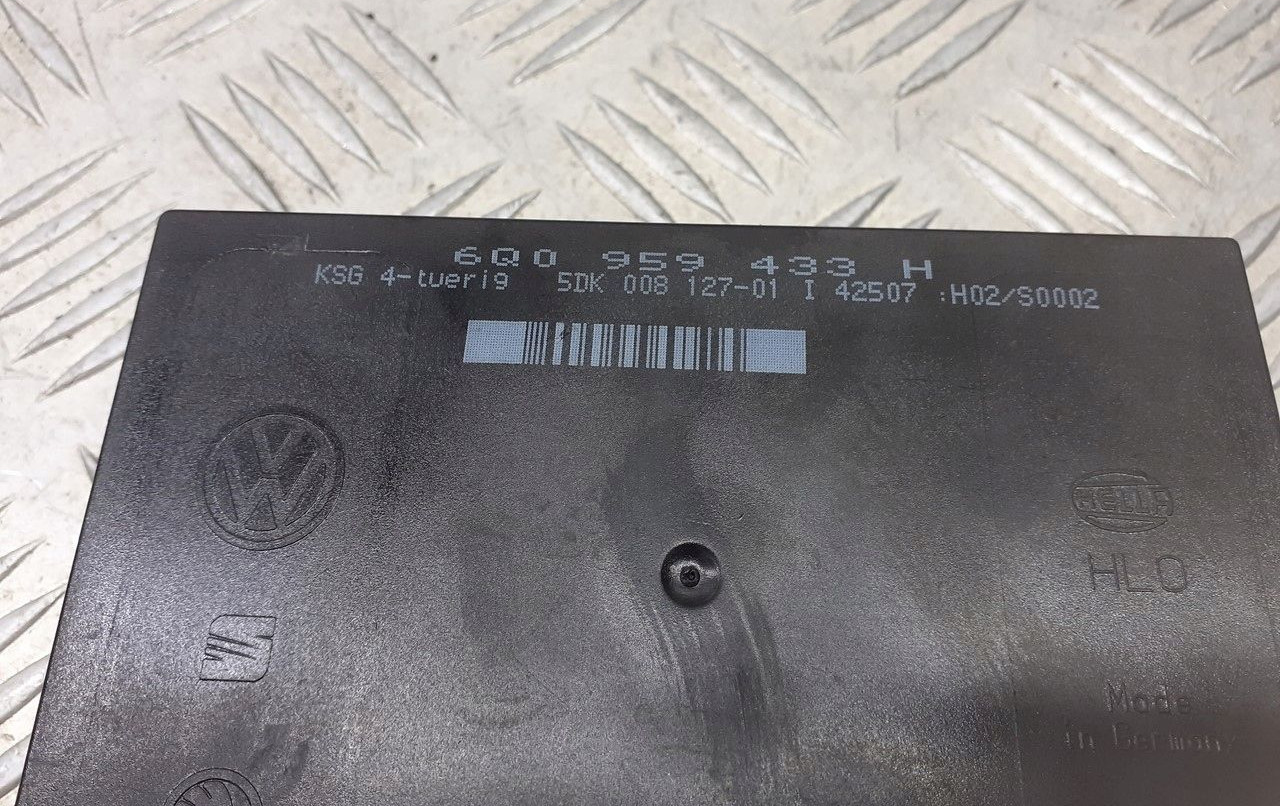 6Q0 959 433 H
KSG 4-tuerig 5DK 008 127-01 I 42507 :H02/S0002
HELLA
HLO
Made
in Germany